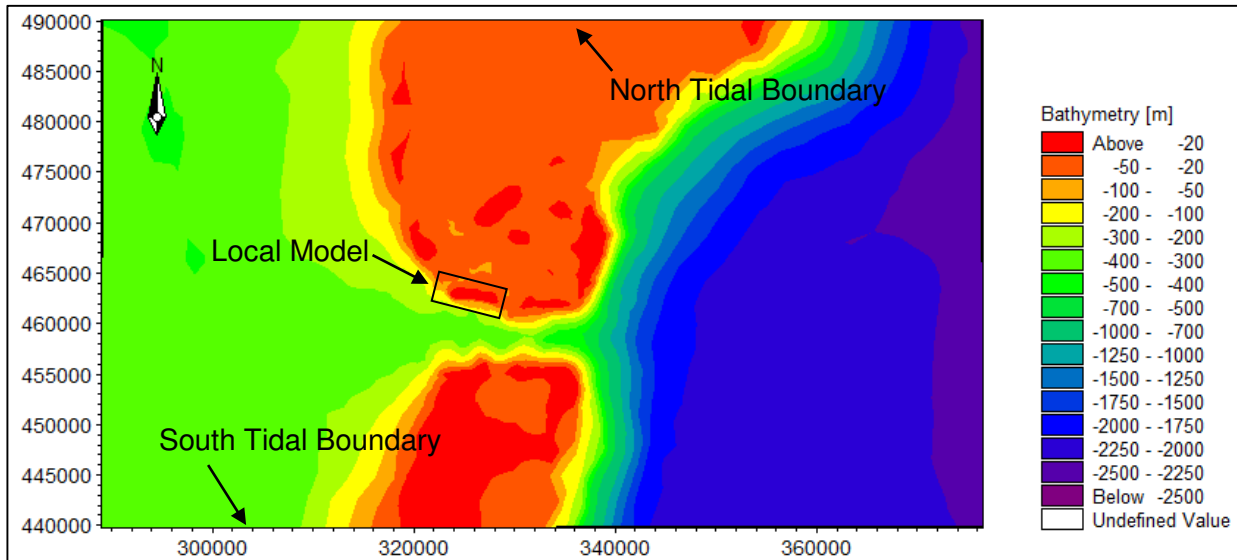 490000
485000
480000
475000
470000
465000
460000
455000
450000
445000
440000
300000 320000 340000 360000
N
North Tidal Boundary
Local Model
South Tidal Boundary
Bathymetry [m]
Above -20
-50 - -20
-100 - -50
-200 - -100
-300 - -200
-400 - -300
-500 - -400
-700 - -500
-1000 - -700
-1250 - -1000
-1500 - -1250
-1750 - -1500
-2000 - -1750
-2250 - -2000
-2500 - -2250
Below -2500
Undefined Value